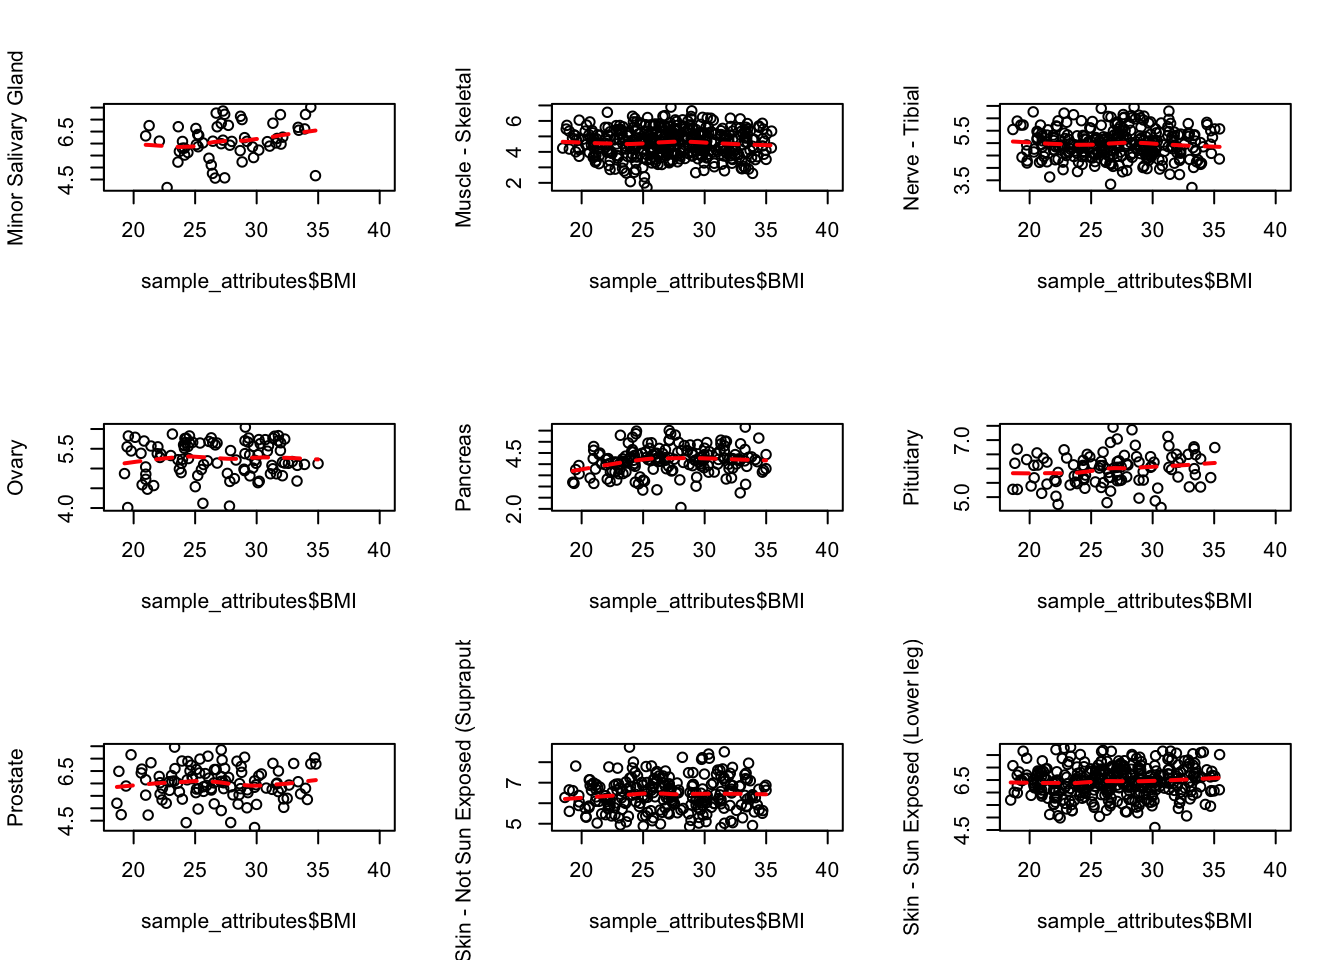 Minor Salivary Gland
6.5
4.5
20 25 30 35 40
sample_attributes$BMI
Muscle - Skeletal
6
4
2
20 25 30 35 40
sample_attributes$BMI
Nerve - Tibial
5.5
3.5
20 25 30 35 40
sample_attributes$BMI
Ovary
5.5
4.0
20 25 30 35 40
sample_attributes$BMI
Pancreas
4.5
2.0
20 25 30 35 40
sample_attributes$BMI
Pituitary
7.0
5.0
20 25 30 35 40
sample_attributes$BMI
Prostate
6.5
4.5
20 25 30 35 40
sample_attributes$BMI
Skin - Not Sun Exposed (Suprapub
7
5
20 25 30 35 40
sample_attributes$BMI
Skin - Sun Exposed (Lower leg)
6.5
4.5
20 25 30 35 40
sample_attributes$BMI